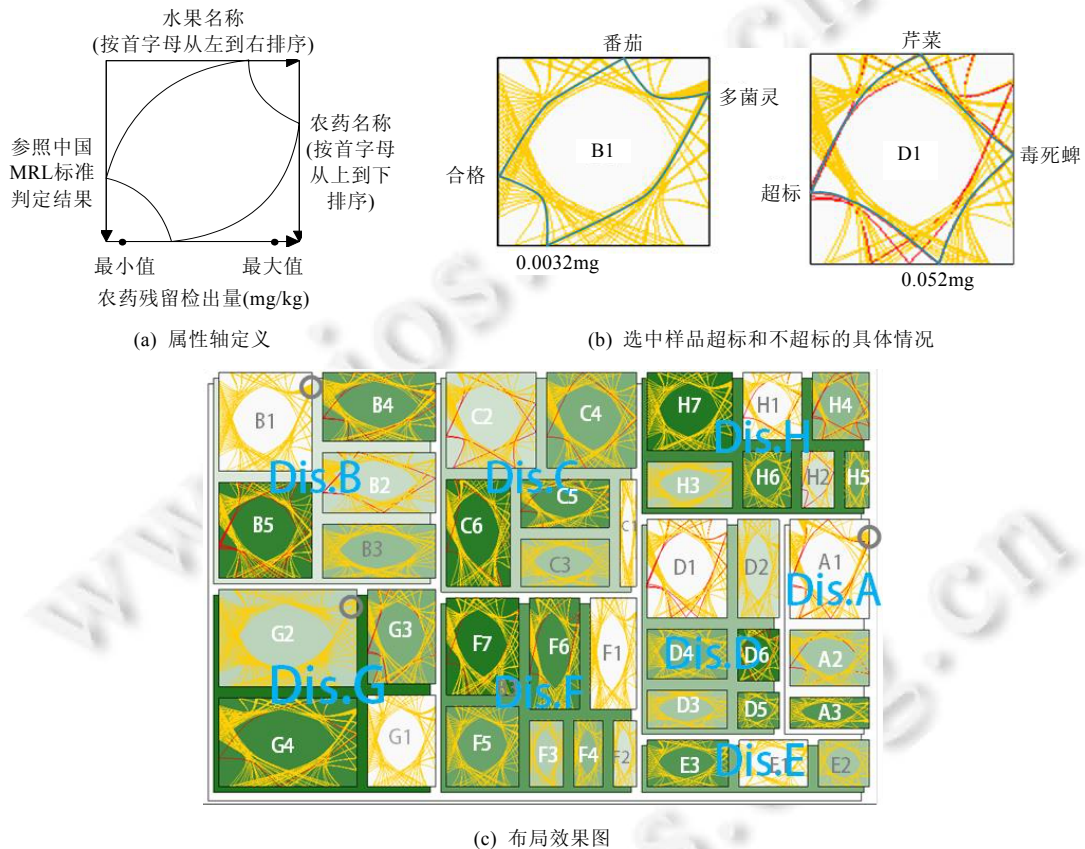 水果名称
(按首字母从左到右排序)
参照中国
MRL标准
判定结果
农药名称
(按首字母
从上到下
排序)
最小值
最大值
农药残留检出量(mg/kg)
(a) 属性轴定义
番茄
多菌灵
B1
合格
0.0032mg
芹菜
毒死蜱
D1
超标
0.052mg
(b) 选中样品超标和不超标的具体情况
B1
B4
B2
B5
B3
Dis.B
C2
C4
C5
C6
C1
C3
Dis.C
H7
H1
H4
H3
H6
H2
H5
Dis.H
D1
D2
D4
D6
D3
D5
Dis.D
A1
A2
A3
Dis.A
G2
G3
G4
G1
Dis.G
F7
F6
F1
F5
F3
F4
F2
Dis.F
E3
E1
E2
Dis.E
(c) 布局效果图